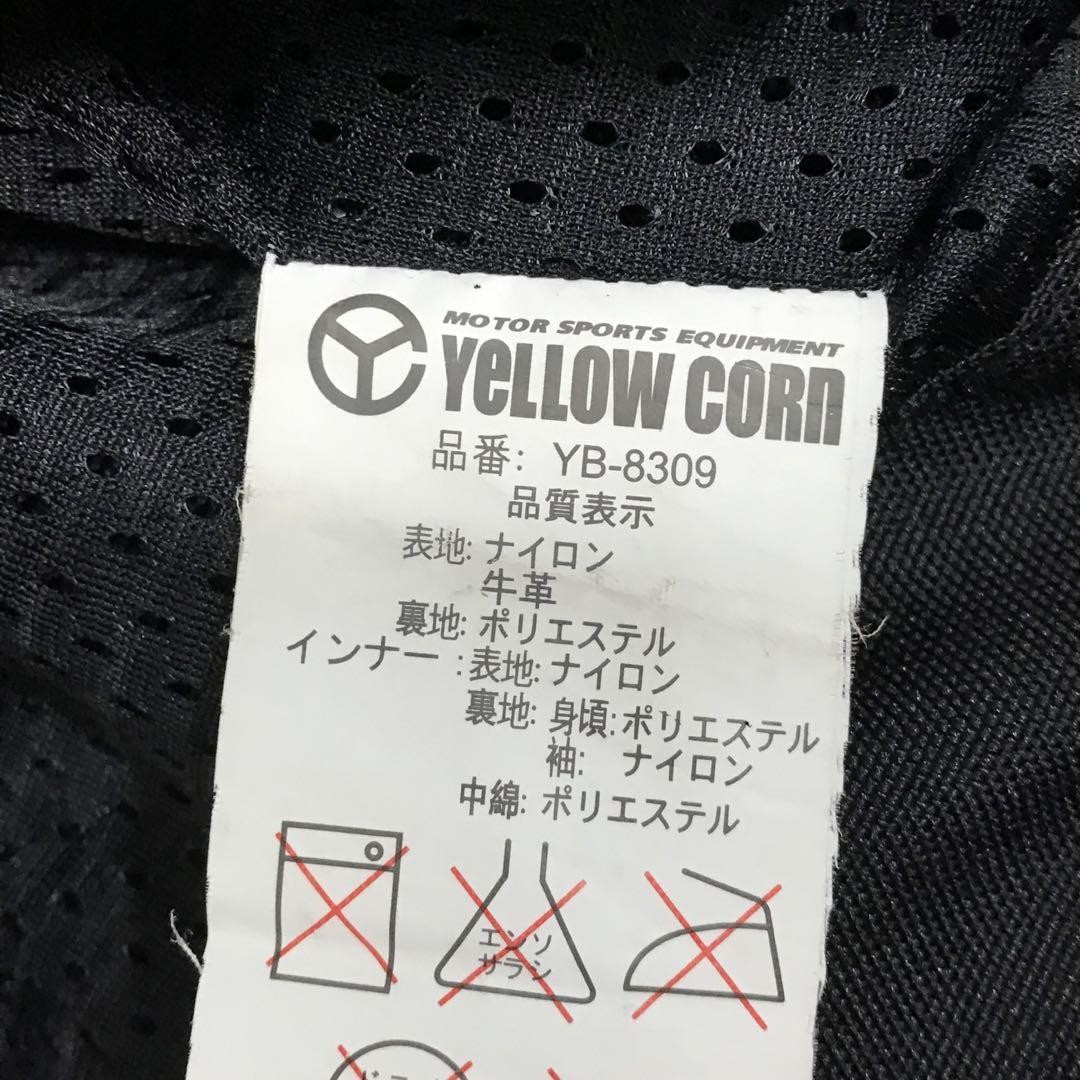 MOTOR SPORTS EQUIPMENT
YeLLOW CORn
品番: YB-8309
品質表示
表地: ナイロン
牛革
裏地: ポリエステル
インナー : 表地: ナイロン
裏地: 身頃: ポリエステル
袖: ナイロン
中綿: ポリエステル
エンソ
サラシ